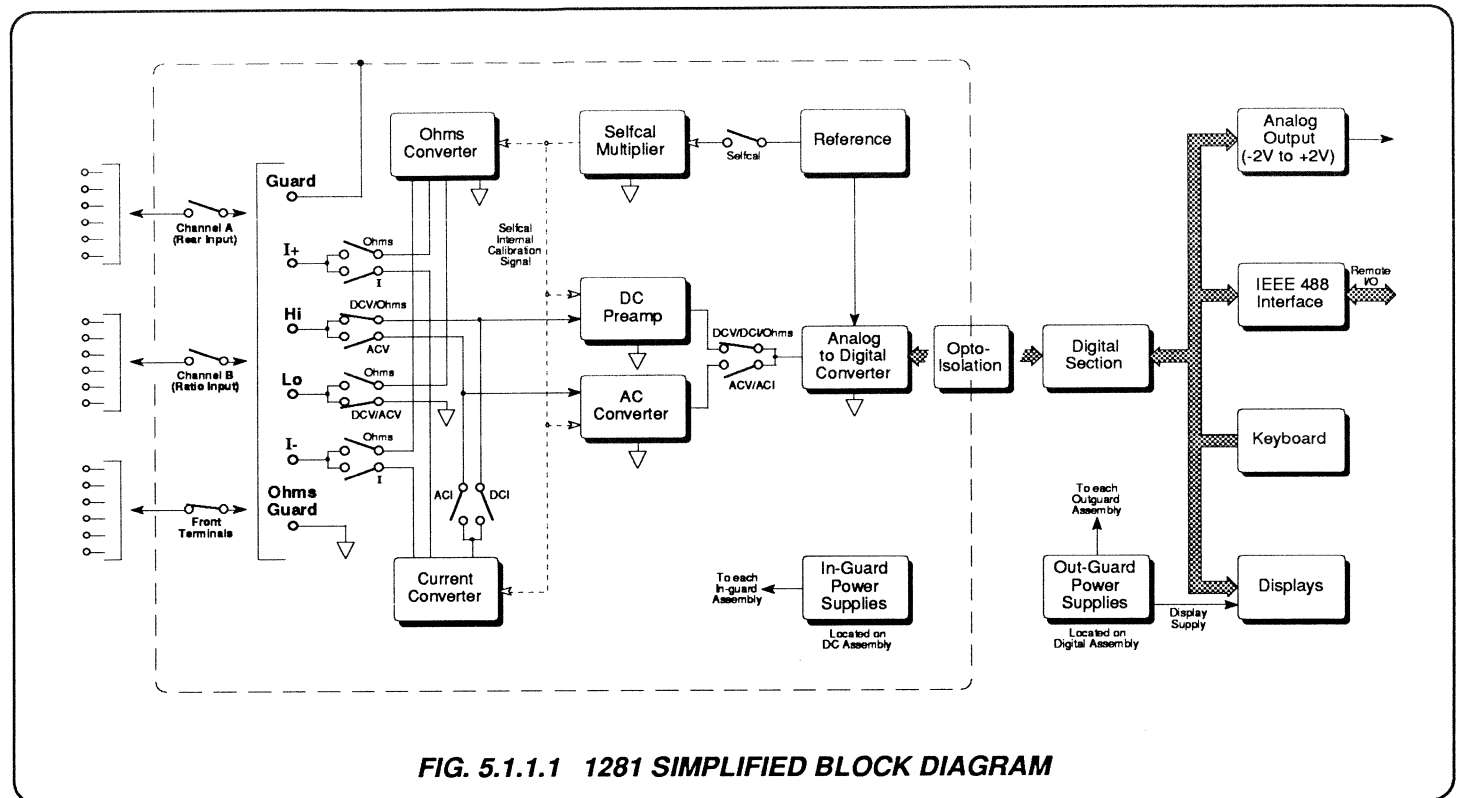 Ohms
Converter
Selfcal
Multiplier
Selfcal
Reference
Analog
Output
(-2V to +2V)
Guard
Channel A
(Rear Input)
Selfcal
Internal
Calibration
Signal
I+
Ohms
I
Hi
DCV/Ohms
ACV
DC
Preamp
DCV/DCI/Ohms
ACV/ACI
Analog
to Digital
Converter
Opto-
Isolation
Digital
Section
IEEE 488
Interface
Remote
I/O
Channel B
(Ratio Input)
Lo
Ohms
DCV/ACV
AC
Converter
I-
Ohms
I
Keyboard
Ohms
Guard
ACI
DCI
Front
Terminals
To each
Outguard
Assembly
Current
Converter
To each
In-guard
Assembly
In-Guard
Power
Supplies
Located on
DC Assembly
Out-Guard
Power
Supplies
Located on
Digital Assembly
Display
Supply
Displays
FIG. 5.1.1.1 1281 SIMPLIFIED BLOCK DIAGRAM